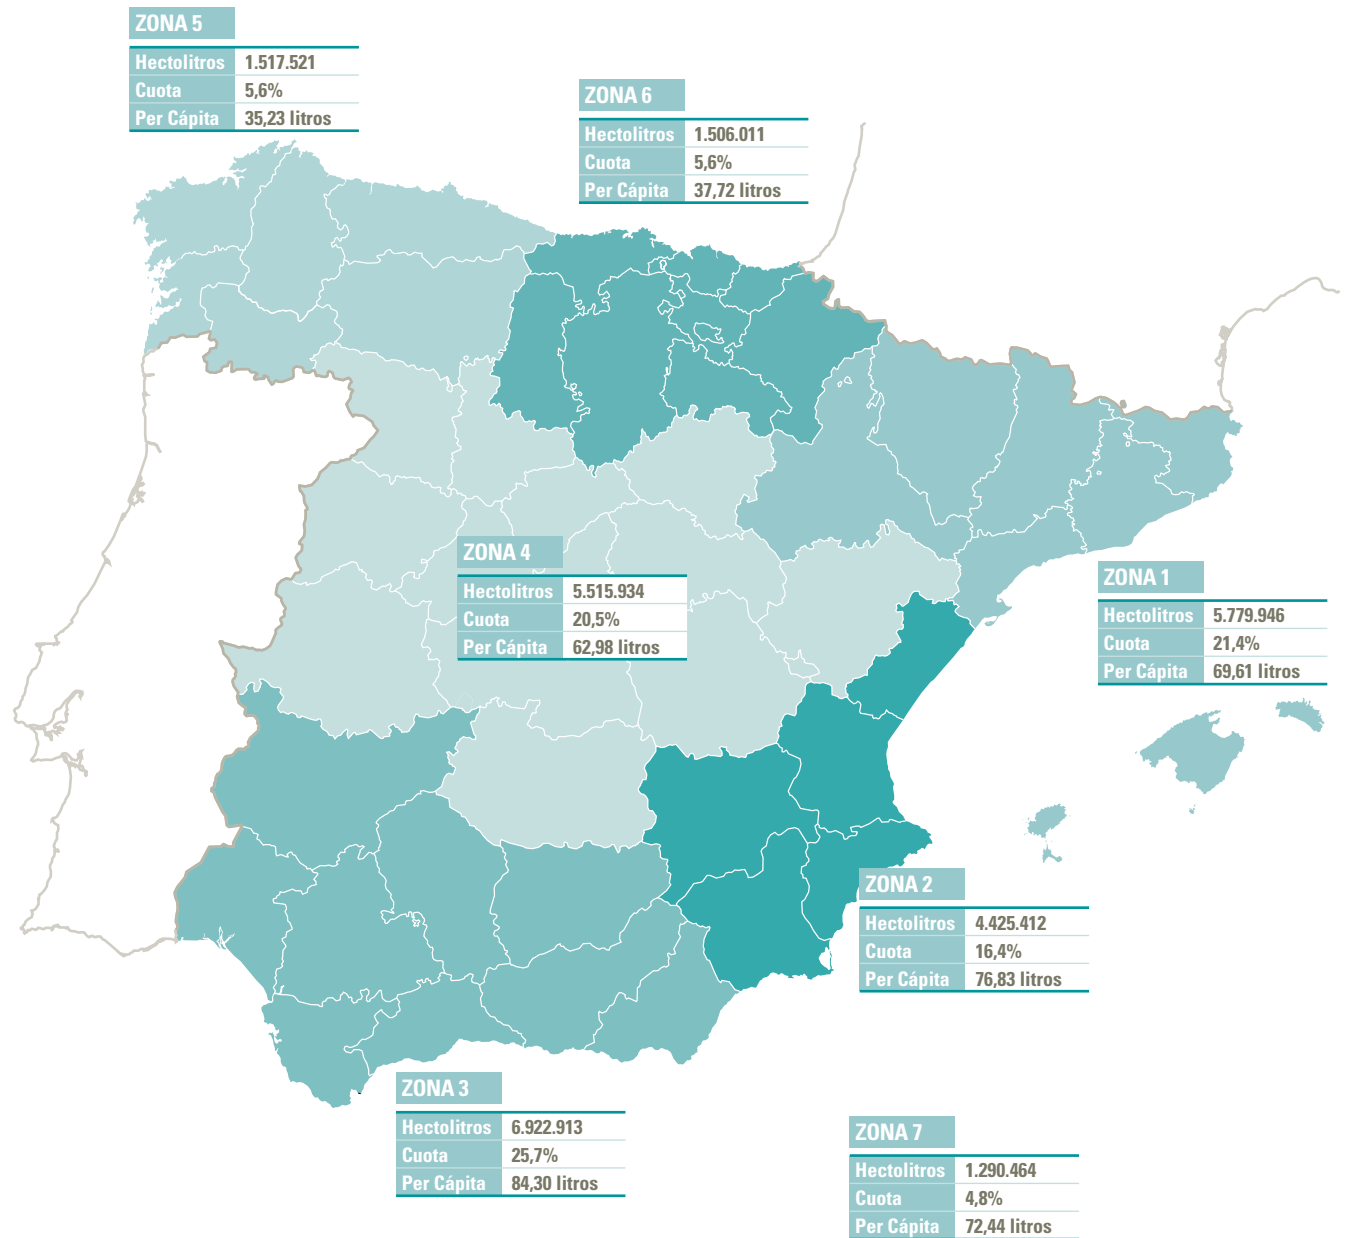 ZONA 5
Hectolitros 1.517.521
Cuota 5,6%
Per Cápita 35,23 litros
ZONA 6
Hectolitros 1.506.011
Cuota 5,6%
Per Cápita 37,72 litros
ZONA 4
Hectolitros 5.515.934
Cuota 20,5%
Per Cápita 62,98 litros
ZONA 1
Hectolitros 5.779.946
Cuota 21,4%
Per Cápita 69,61 litros
ZONA 2
Hectolitros 4.425.412
Cuota 16,4%
Per Cápita 76,83 litros
ZONA 3
Hectolitros 6.922.913
Cuota 25,7%
Per Cápita 84,30 litros
ZONA 7
Hectolitros 1.290.464
Cuota 4,8%
Per Cápita 72,44 litros